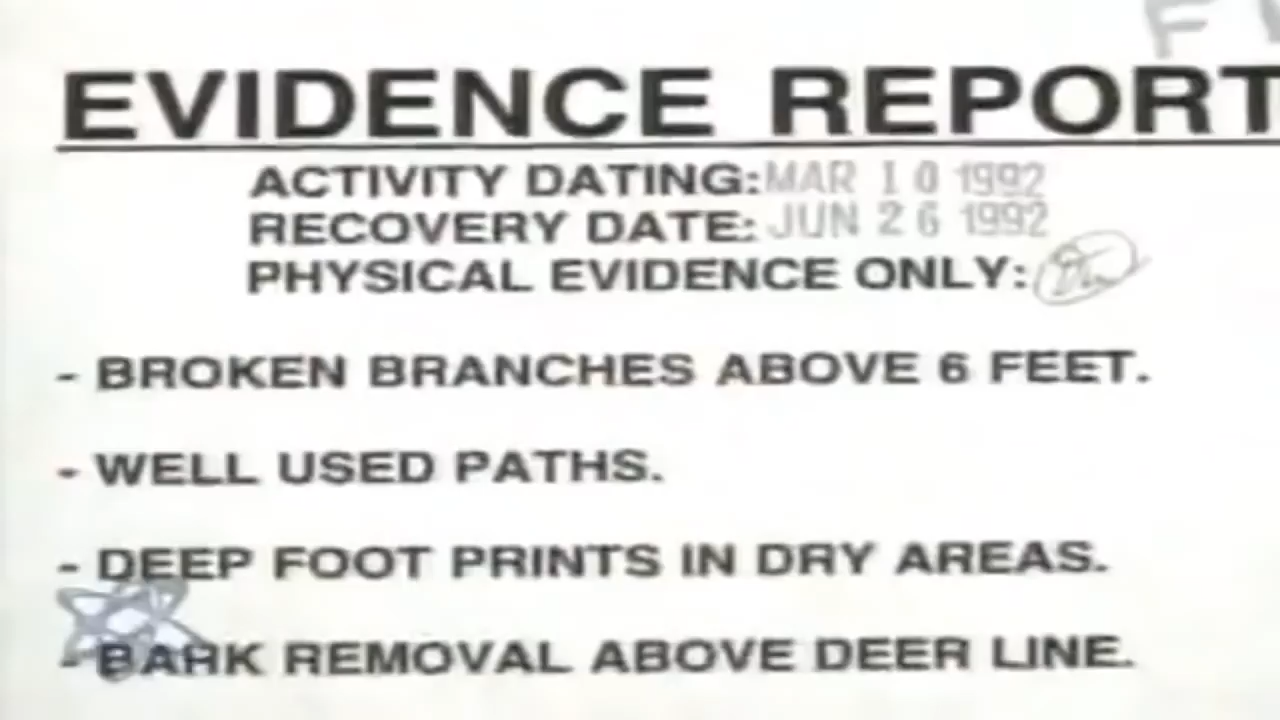 EVIDENCE REPORT
ACTIVITY DATING: MAR 10 1992
RECOVERY DATE: JUN 26 1992
PHYSICAL EVIDENCE ONLY:
- BROKEN BRANCHES ABOVE 6 FEET.
- WELL USED PATHS.
- DEEP FOOT PRINTS IN DRY AREAS.
- BARK REMOVAL ABOVE DEER LINE.